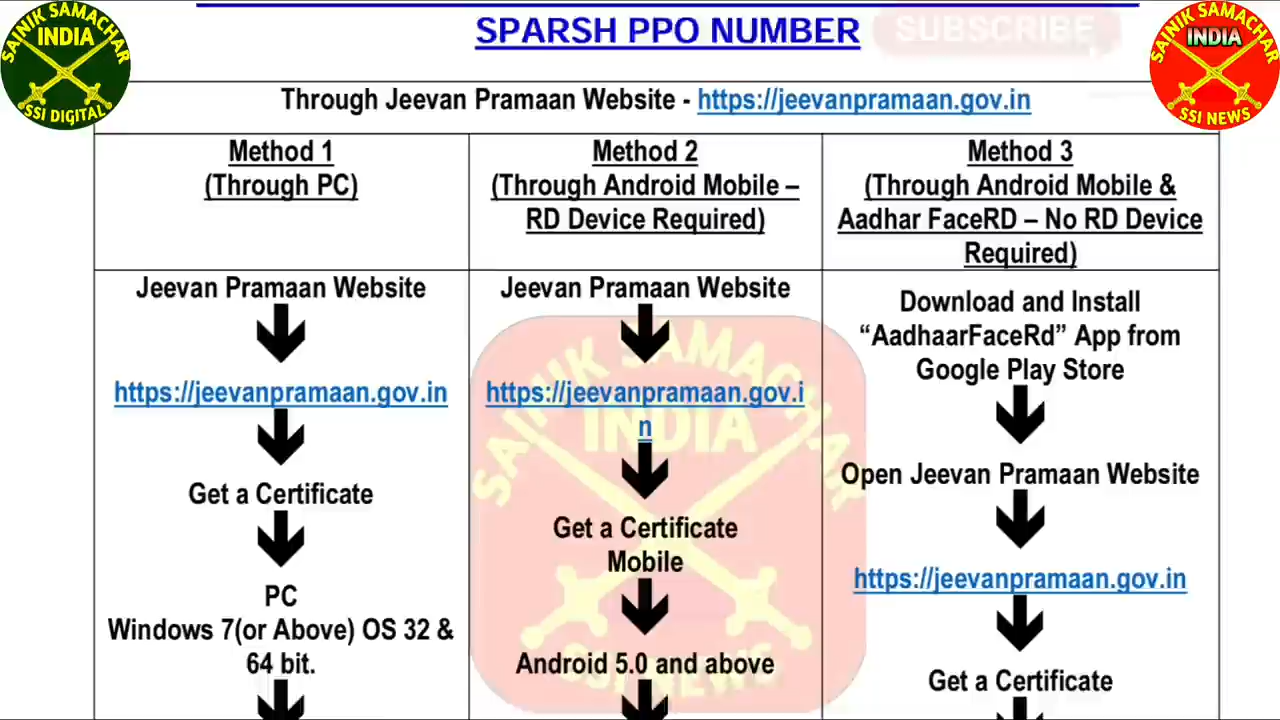 SPARSH PPO NUMBER
SUBSCRIBE
SAINIK SAMACHAR
INDIA
SSI DIGITAL
SAINIK SAMACHAR
INDIA
SSI NEWS
Through Jeevan Pramaan Website - https://jeevanpramaan.gov.in
Method 1
(Through PC)
Jeevan Pramaan Website
https://jeevanpramaan.gov.in
Get a Certificate
PC
Windows 7(or Above) OS 32 &
64 bit.
Method 2
(Through Android Mobile –
RD Device Required)
Jeevan Pramaan Website
https://jeevanpramaan.gov.i
n
Get a Certificate
Mobile
Android 5.0 and above
Method 3
(Through Android Mobile &
Aadhar FaceRD – No RD Device
Required)
Download and Install
“AadhaarFaceRd” App from
Google Play Store
Open Jeevan Pramaan Website
https://jeevanpramaan.gov.in
Get a Certificate
SAINIK SAMACHAR
INDIA
SSI NEWS